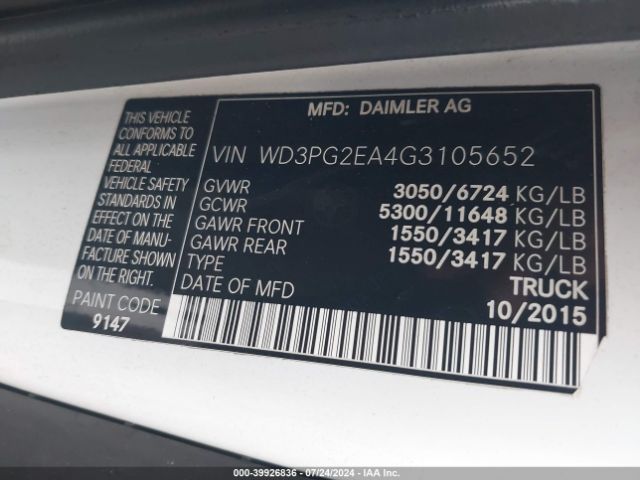 MFD: DAIMLER AG
THIS VEHICLE
CONFORMS TO
ALL APPLICABLE
FEDERAL
VEHICLE SAFETY
STANDARDS IN
EFFECT ON THE
DATE OF MANU-
FACTURE SHOWN
ON THE RIGHT.
PAINT CODE
9147
VIN WD3PG2EA4G3105652
GVWR 3050/6724 KG/LB
GCWR 5300/11648 KG/LB
GAWR FRONT 1550/3417 KG/LB
GAWR REAR 1550/3417 KG/LB
TYPE TRUCK
DATE OF MFD 10/2015
000-39926836 - 07/24/2024 - IAAI.COM